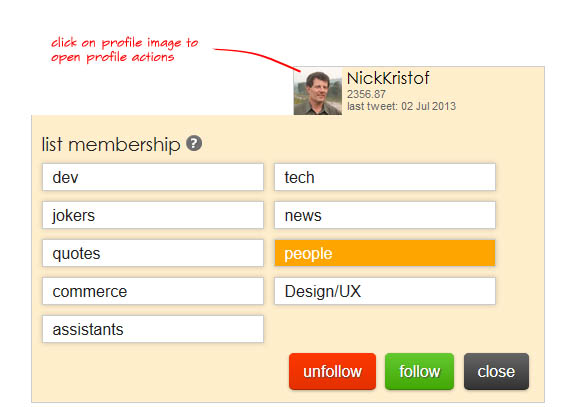 click on profile image to
open profile actions
NickKristof
2356.87
last tweet: 02 Jul 2013
list membership ?
dev
tech
jokers
news
quotes
people
commerce
Design/UX
assistants
unfollow
follow
close